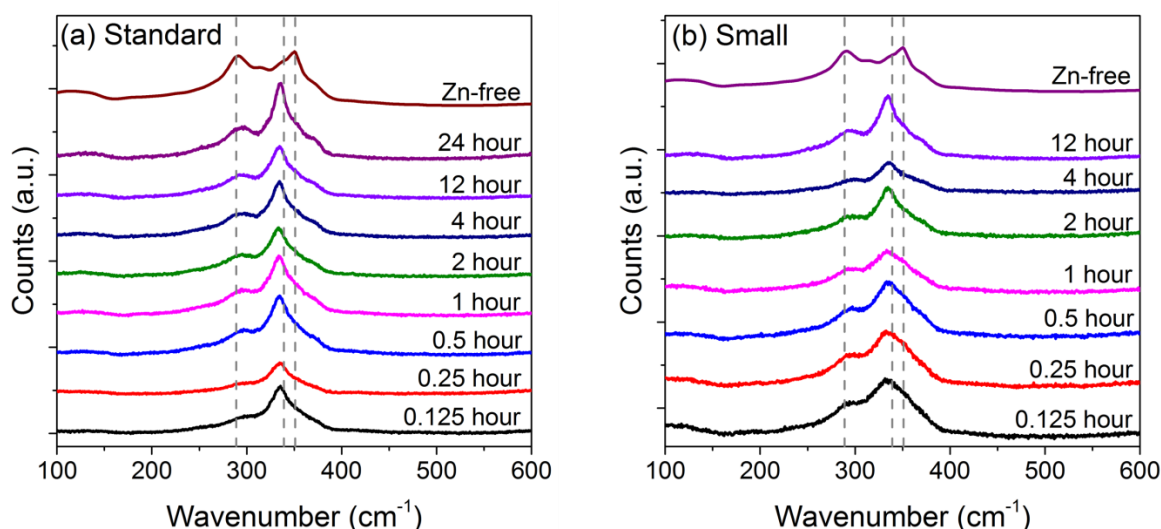 (a) Standard
Zn-free
24 hour
12 hour
4 hour
2 hour
1 hour
0.5 hour
0.25 hour
0.125 hour
Counts (a.u.)
100 200 300 400 500 600
Wavenumber (cm⁻¹)
(b) Small
Zn-free
12 hour
4 hour
2 hour
1 hour
0.5 hour
0.25 hour
0.125 hour
Counts (a.u.)
100 200 300 400 500 600
Wavenumber (cm⁻¹)